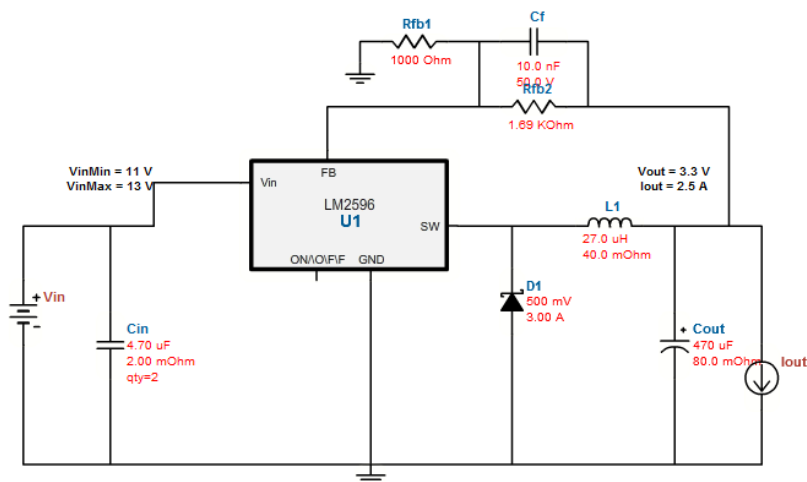 Rfb1
1000 Ohm
Cf
10.0 nF
50.0 V
Rfb2
1.69 KOhm
VinMin = 11 V
VinMax = 13 V
Vin
FB
LM2596
U1
SW
ON/\O\F\F
GND
Vout = 3.3 V
Iout = 2.5 A
L1
27.0 uH
40.0 mOhm
+
Vin
-
Cin
4.70 uF
2.00 mOhm
qty=2
D1
500 mV
3.00 A
+
Cout
470 uF
80.0 mOhm
Iout